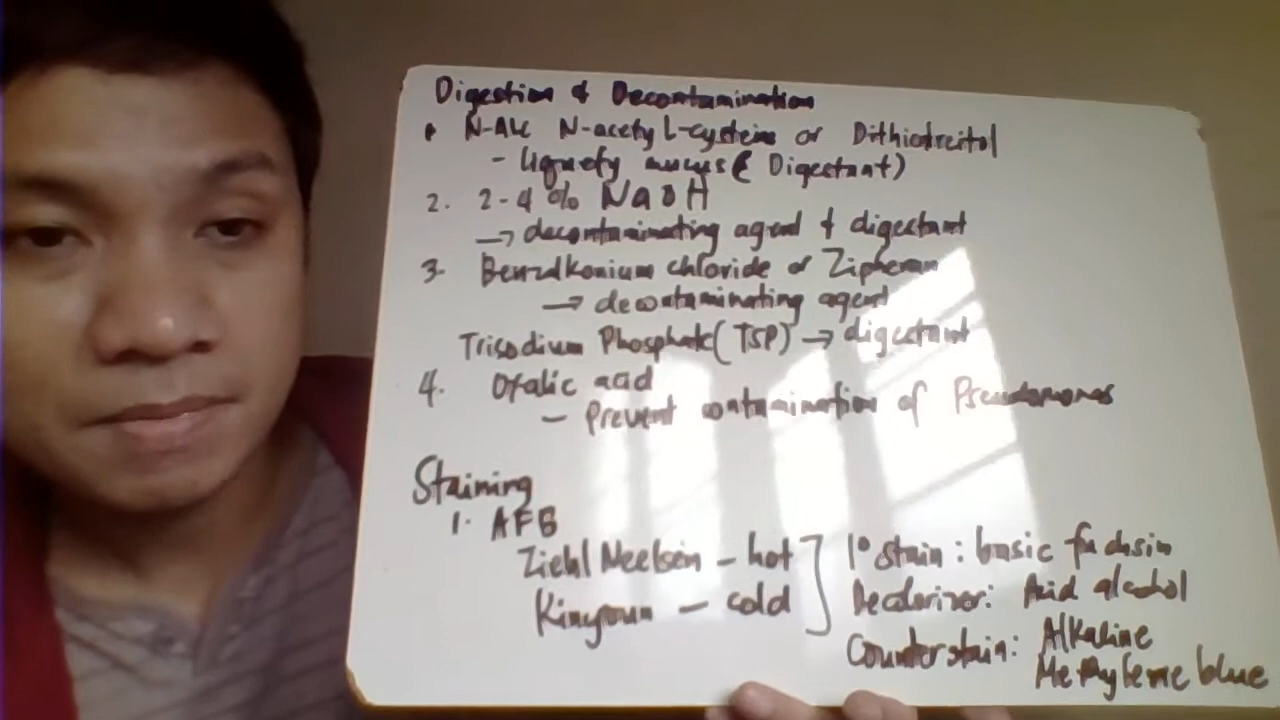 Digestion & Decontamination
• N-ALC N-acetyl L-cystein or Dithiotreitol
- liquefy mucus (Digestant)
2. 2-4% NaOH
→ decontaminating agent & digestant
3. Benzalkonium chloride or Zipheran
→ decontaminating agent
Trisodium Phosphate (TSP) → digestant
4. Oxalic acid
- Prevent contamination of Pseudomonas
Staining
1. AFB
Ziehl Neelsen - hot ] 1° stain: basic fuchsin
Kinyoun - cold Decolorizer: Acid alcohol
Counterstain: Alkaline
Methylene blue